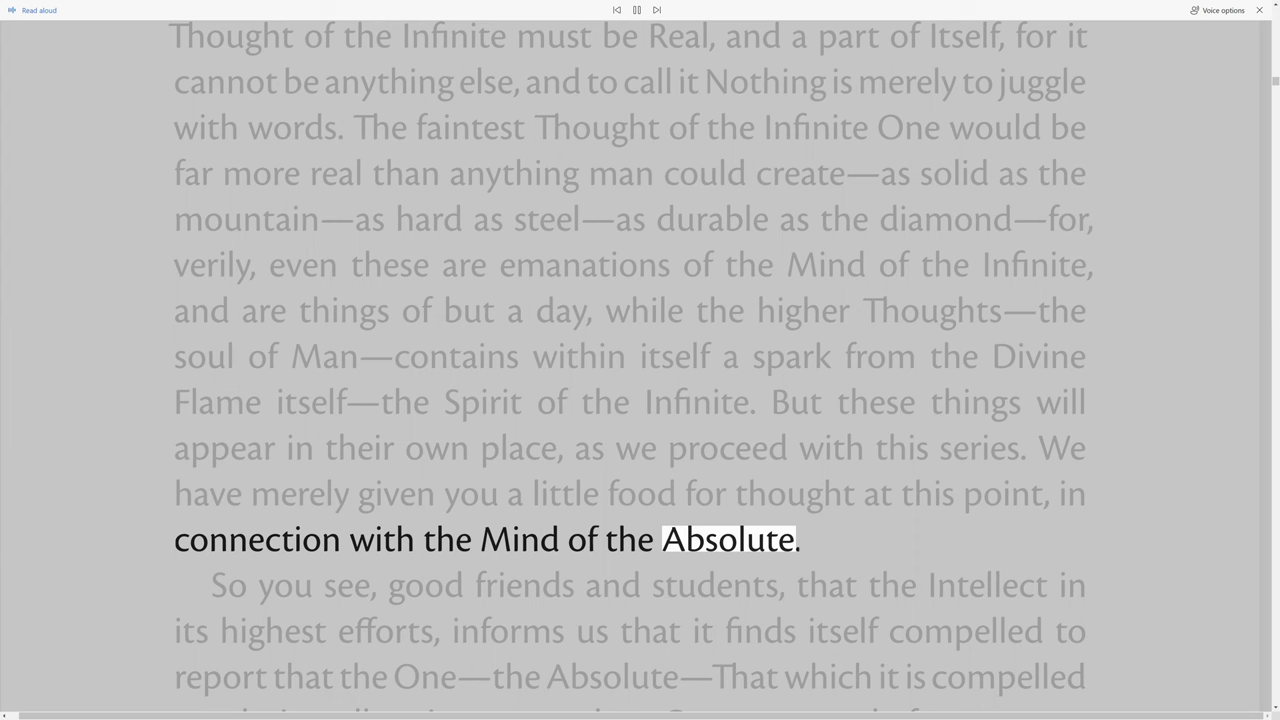 Read aloud
Voice options
Thought of the Infinite must be Real, and a part of Itself, for it
cannot be anything else, and to call it Nothing is merely to juggle
with words. The faintest Thought of the Infinite One would be
far more real than anything man could create—as solid as the
mountain—as hard as steel—as durable as the diamond—for,
verily, even these are emanations of the Mind of the Infinite,
and are things of but a day, while the higher Thoughts—the
soul of Man—contains within itself a spark from the Divine
Flame itself—the Spirit of the Infinite. But these things will
appear in their own place, as we proceed with this series. We
have merely given you a little food for thought at this point, in
connection with the Mind of the Absolute.
So you see, good friends and students, that the Intellect in
its highest efforts, informs us that it finds itself compelled to
report that the One—the Absolute—That which it is compelled